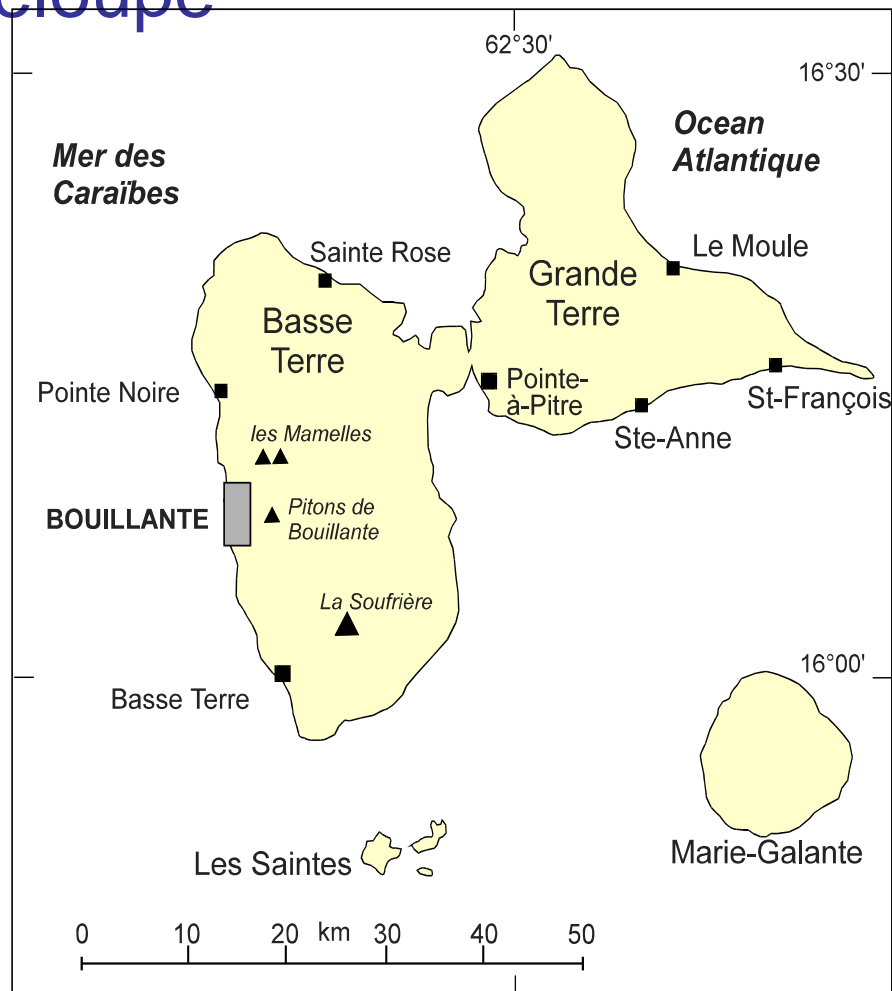 62°30'
16°30'
Mer des
Caraïbes
Ocean
Atlantique
Sainte Rose
Le Moule
Grande
Terre
Basse
Terre
Pointe Noire
Pointe-
à-Pitre
St-François
Ste-Anne
les Mamelles
BOUILLANTE
Pitons de
Bouillante
La Soufrière
16°00'
Basse Terre
Les Saintes
Marie-Galante
0 10 20 km 30 40 50